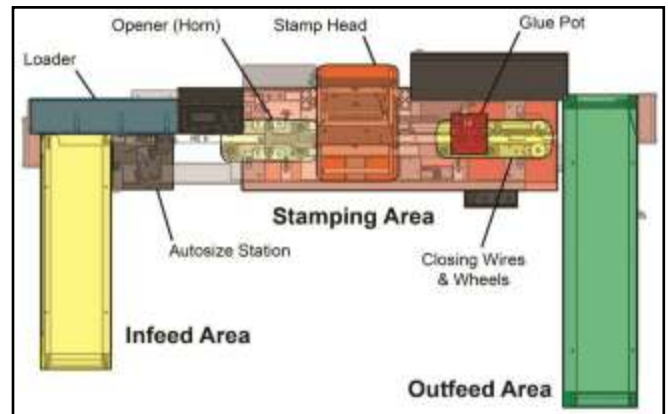 Opener (Horn)
Stamp Head
Glue Pot
Loader
Stamping Area
Autosize Station
Closing Wires
& Wheels
Infeed Area
Outfeed Area